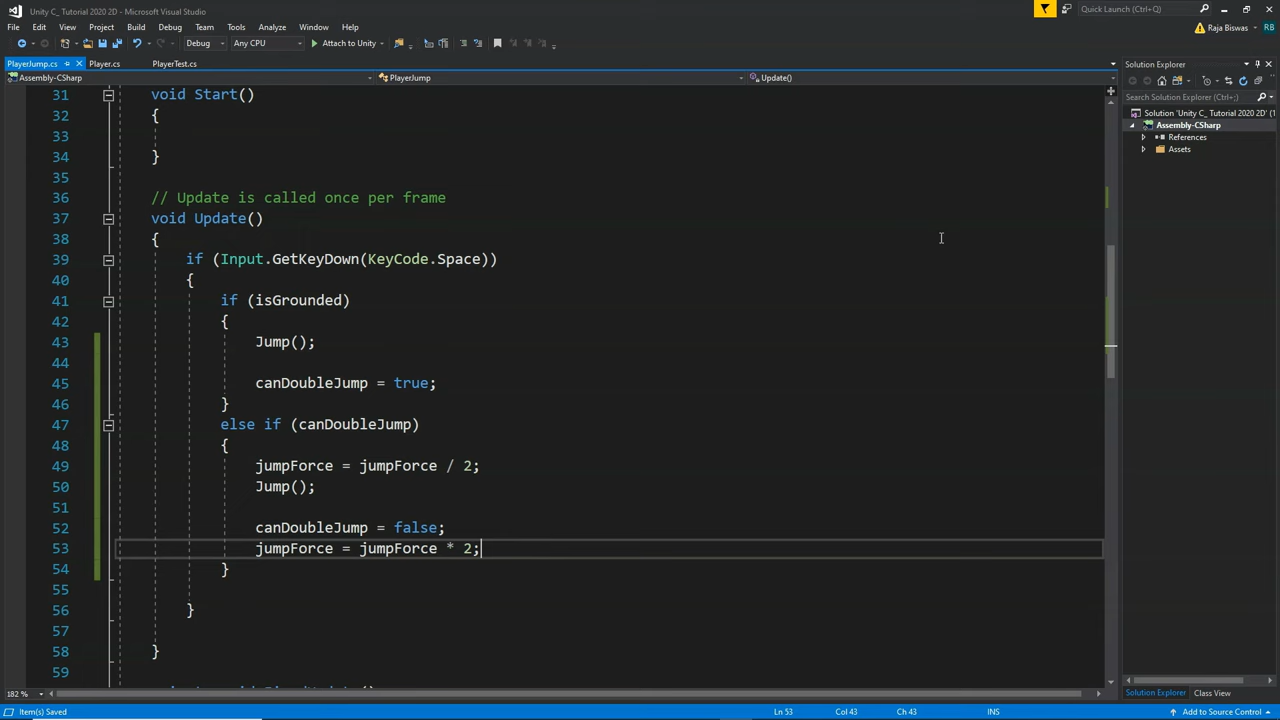 Unity C_ Tutorial 2020 2D - Microsoft Visual Studio
Quick Launch (Ctrl+Q)
File Edit View Project Build Debug Team Tools Analyze Window Help
Raja Biswas RB
Debug Any CPU Attach to Unity
PlayerJump.cs Player.cs PlayerTest.cs
Solution Explorer
Assembly-CSharp PlayerJump Update()
Search Solution Explorer (Ctrl+;)
Solution 'Unity C_ Tutorial 2020 2D' (1
Assembly-CSharp
References
Assets
31 void Start()
32 {
33
34 }
35
36 // Update is called once per frame
37 void Update()
38 {
39 if (Input.GetKeyDown(KeyCode.Space))
40 {
41 if (isGrounded)
42 {
43 Jump();
44
45 canDoubleJump = true;
46 }
47 else if (canDoubleJump)
48 {
49 jumpForce = jumpForce / 2;
50 Jump();
51
52 canDoubleJump = false;
53 jumpForce = jumpForce * 2;
54 }
55
56 }
57
58 }
59
182 %
Solution Explorer Class View
Item(s) Saved Ln 53 Col 43 Ch 43 INS Add to Source Control